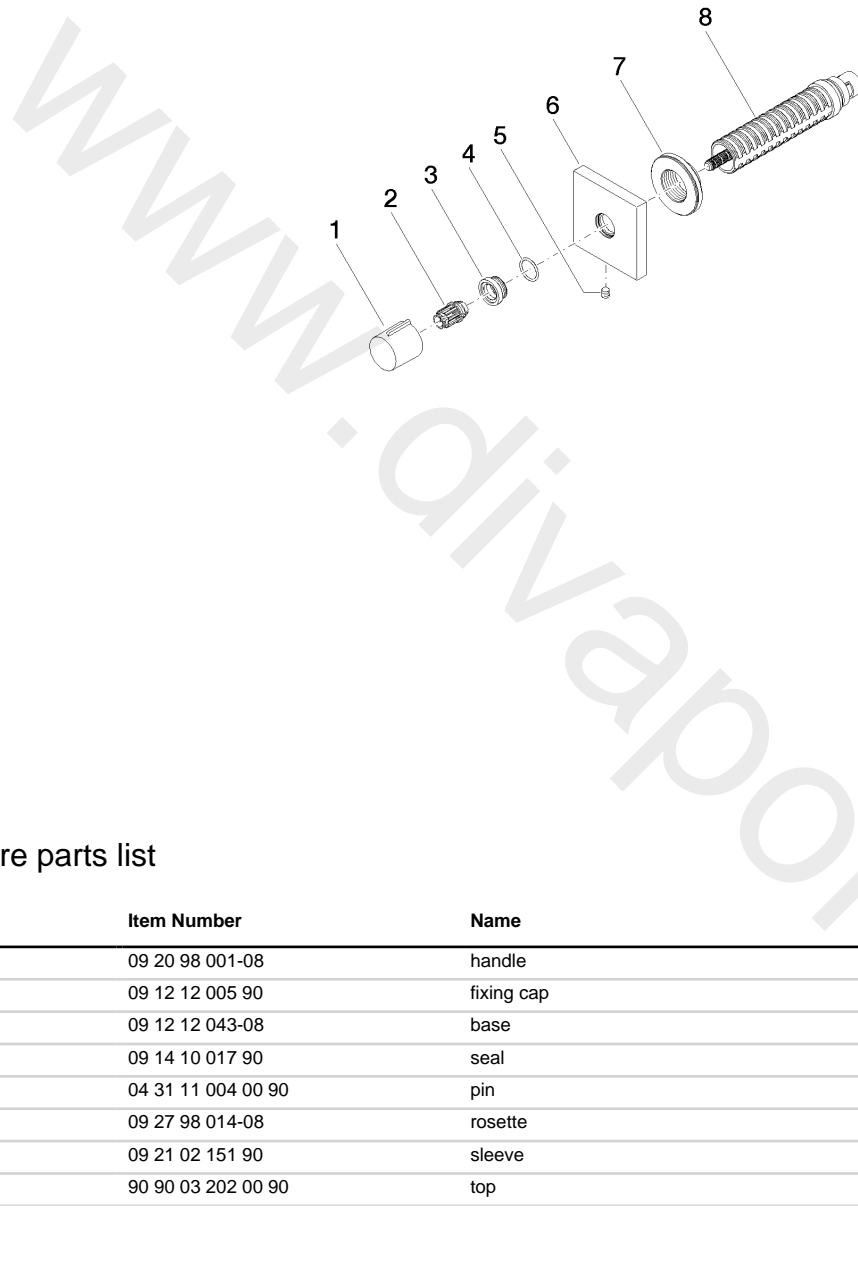 8
7
6
5
4
3
2
1
www.divapor
re parts list
Item Number Name
09 20 98 001-08 handle
09 12 12 005 90 fixing cap
09 12 12 043-08 base
09 14 10 017 90 seal
04 31 11 004 00 90 pin
09 27 98 014-08 rosette
09 21 02 151 90 sleeve
90 90 03 202 00 90 top